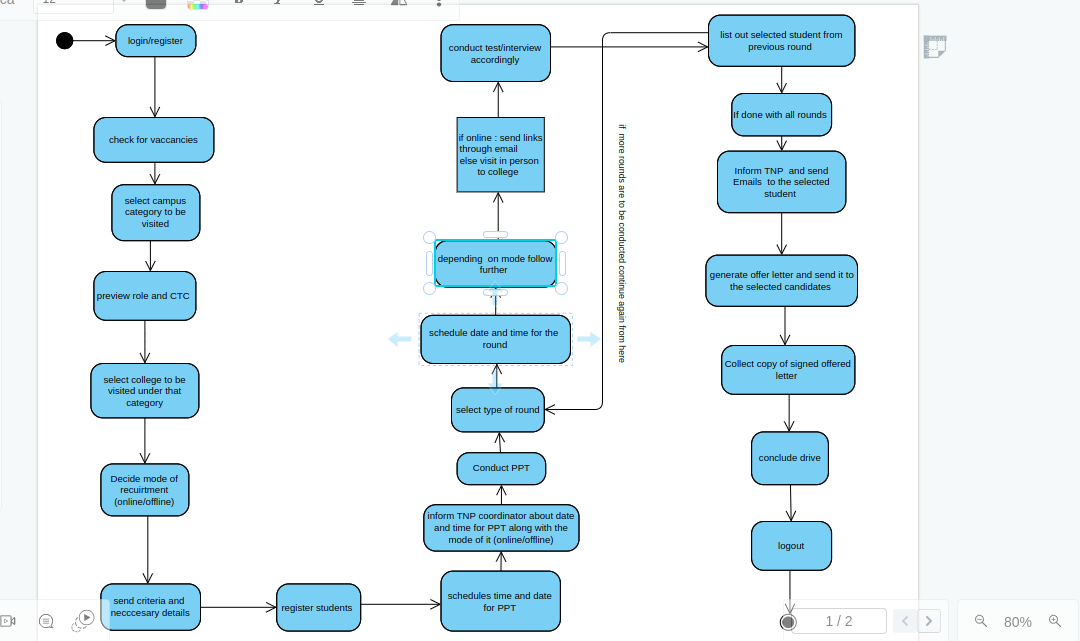 12
login/register
check for vaccancies
select campus
category to be
visited
preview role and CTC
select college to be
visited under that
category
Decide mode of
recuirtment
(online/offline)
send criteria and
necccesary details
register students
schedules time and date
for PPT
inform TNP coordinator about date
and time for PPT along with the
mode of it (online/offline)
Conduct PPT
select type of round
schedule date and time for the
round
depending on mode follow
further
if online : send links
through email
else visit in person
to college
conduct test/interview
accordingly
if more rounds are to be conducted continue again from here
list out selected student from
previous round
If done with all rounds
Inform TNP and send
Emails to the selected
student
generate offer letter and send it to
the selected candidates
Collect copy of signed offered
letter
conclude drive
logout
1 / 2
80%